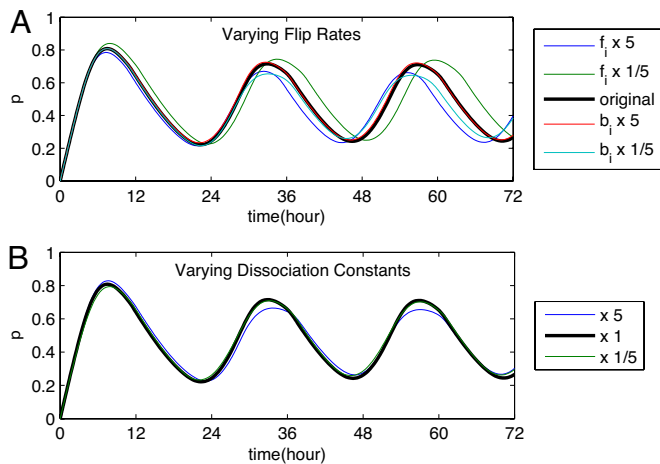 A
Varying Flip Rates
1
0.8
0.6
0.4
0.2
0
p
0 12 24 36 48 60 72
time(hour)
f_i x 5
f_i x 1/5
original
b_i x 5
b_i x 1/5
B
Varying Dissociation Constants
1
0.8
0.6
0.4
0.2
0
p
0 12 24 36 48 60 72
time(hour)
x 5
x 1
x 1/5